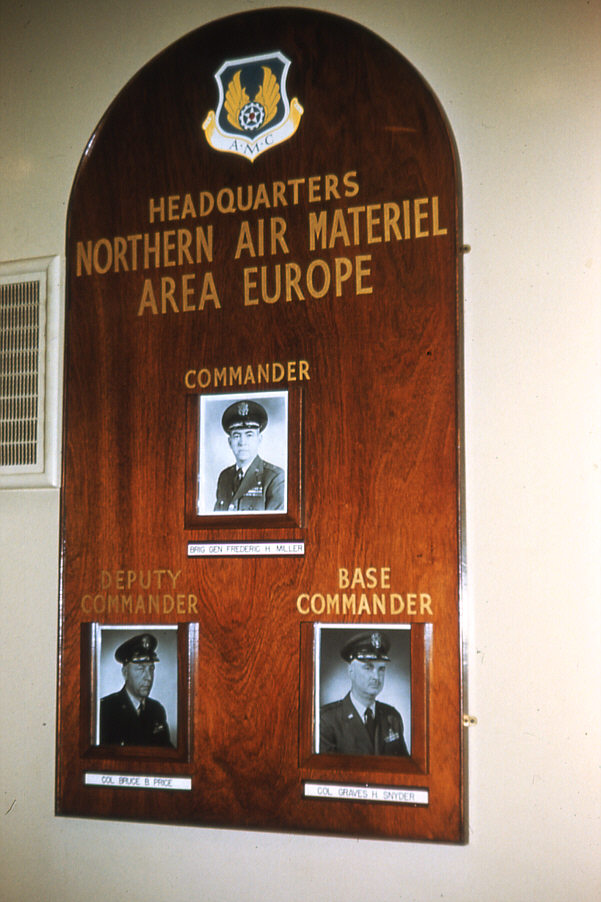 A·M·C
HEADQUARTERS
NORTHERN AIR MATERIEL
AREA EUROPE
COMMANDER
BRIG GEN FREDERIC H MILLER
DEPUTY
COMMANDER
COL BRUCE B PRICE
BASE
COMMANDER
COL GRAVES H SNYDER